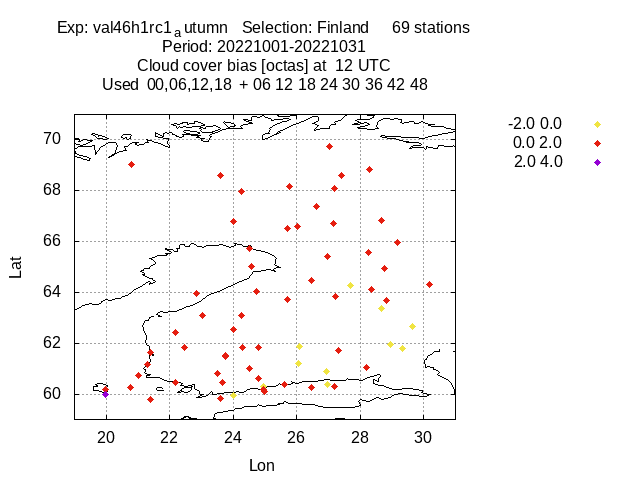 Exp: val46h1rc1a utumn Selection: Finland 69 stations
Period: 20221001-20221031
Cloud cover bias [octas] at 12 UTC
Used 00,06,12,18 + 06 12 18 24 30 36 42 48
-2.0 0.0
0.0 2.0
2.0 4.0
70
68
66
64
62
60
Lat
20 22 24 26 28 30
Lon